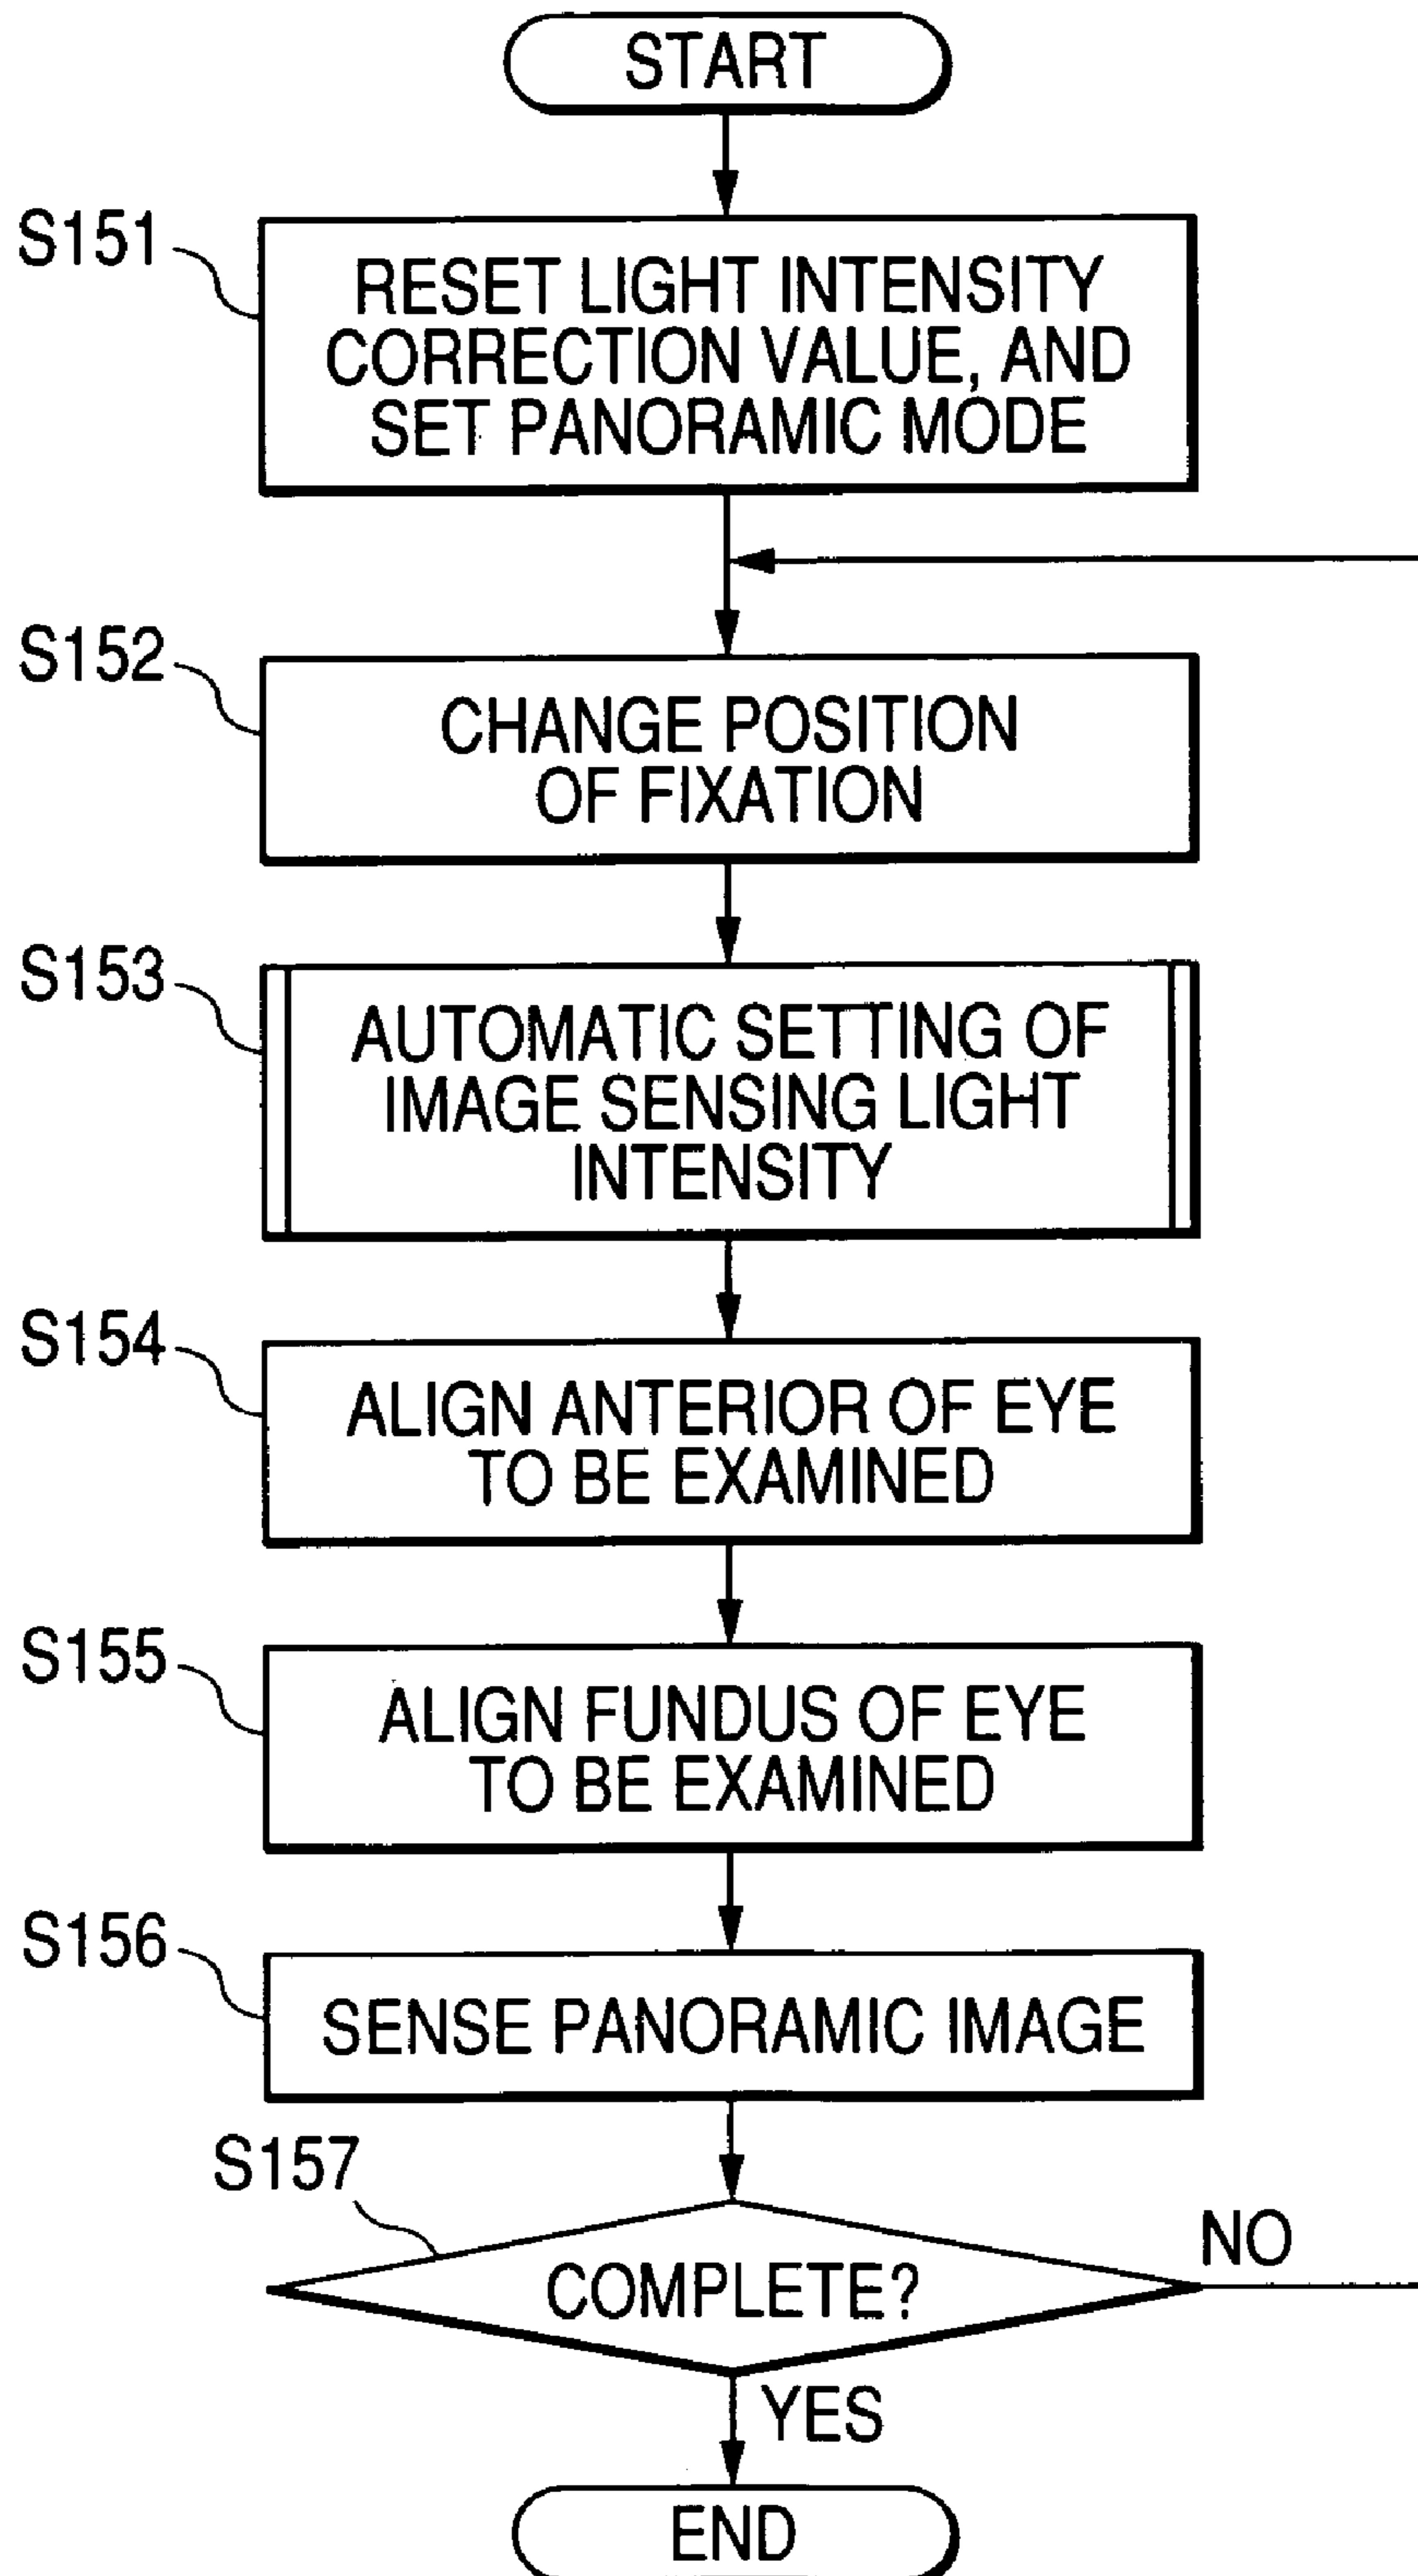 START
S151
RESET LIGHT INTENSITY
CORRECTION VALUE, AND
SET PANORAMIC MODE
S152
CHANGE POSITION
OF FIXATION
S153
AUTOMATIC SETTING OF
IMAGE SENSING LIGHT
INTENSITY
S154
ALIGN ANTERIOR OF EYE
TO BE EXAMINED
S155
ALIGN FUNDUS OF EYE
TO BE EXAMINED
S156
SENSE PANORAMIC IMAGE
S157
COMPLETE?
NO
YES
END